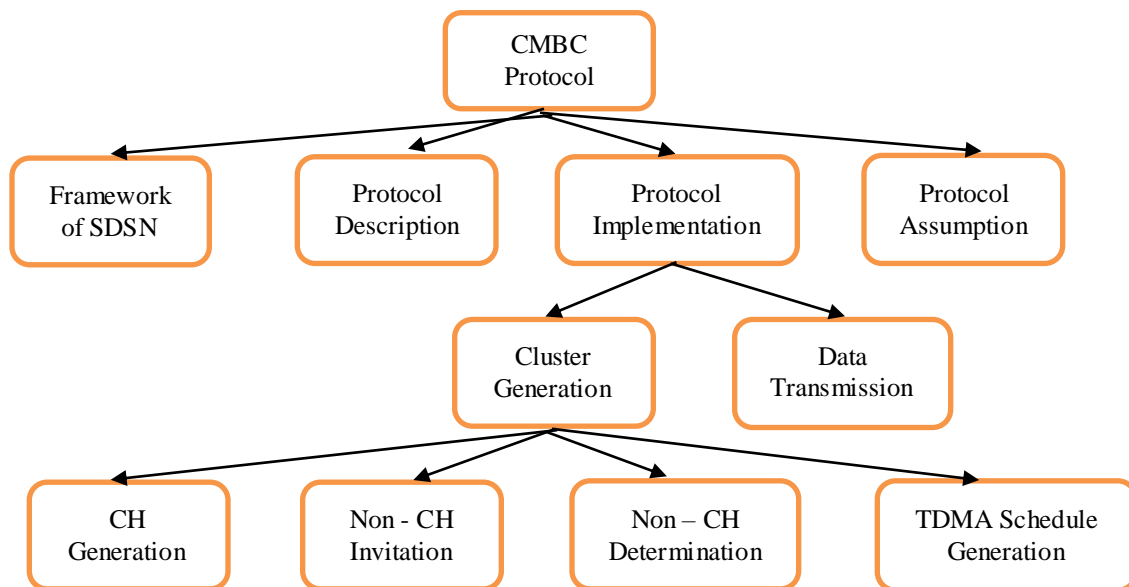 CMBC
Protocol
Framework
of SDSN
Protocol
Description
Protocol
Implementation
Protocol
Assumption
Cluster
Generation
Data
Transmission
CH
Generation
Non - CH
Invitation
Non – CH
Determination
TDMA Schedule
Generation